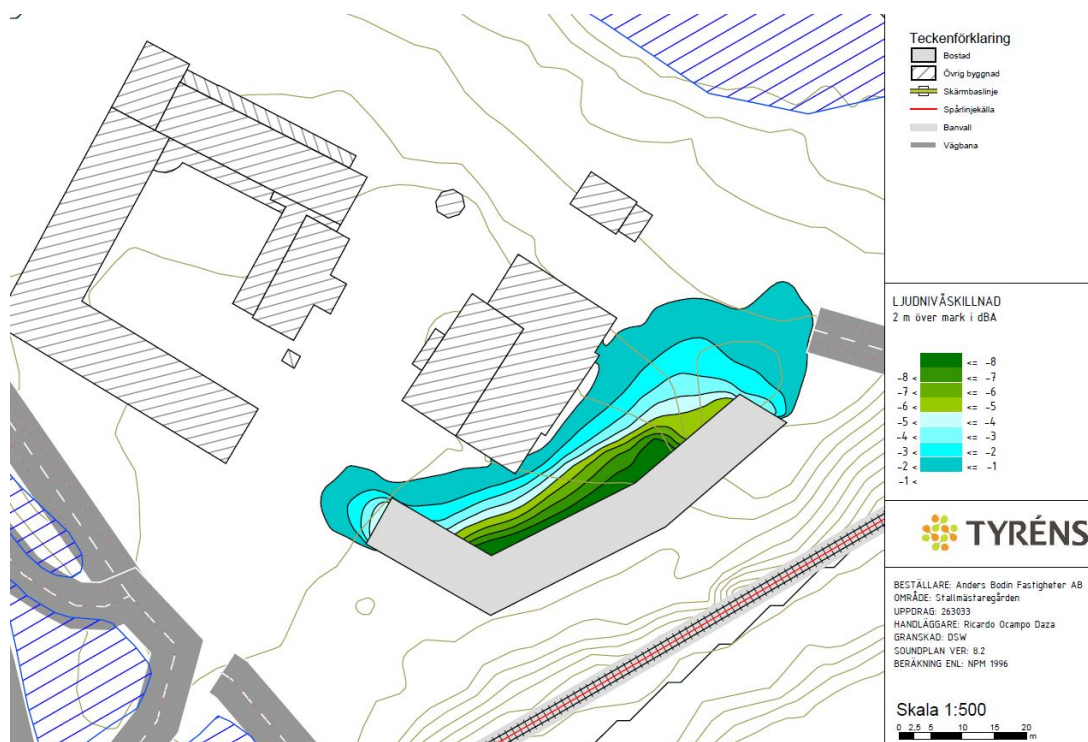 Teckenförklaring
Bostad
Övrig byggnad
Skärmbaslinje
Spårlinjekälla
Banvall
Vägbana
LJUDNIVÅSKILLNAD
2 m över mark i dBA
<= -8
-8 < <= -7
-7 < <= -6
-6 < <= -5
-5 < <= -4
-4 < <= -3
-3 < <= -2
-2 < <= -1
-1 <
TYRÉNS
BESTÄLLARE: Anders Bodin Fastigheter AB
OMRÅDE: Stallmästaregården
UPPDRAG: 263033
HANDLÄGGARE: Ricardo Ocampo Daza
GRANSKAD: DSW
SOUNDPLAN VER: 8.2
BERÄKNING ENL: NPM 1996
Skala 1:500
0 2,5 5 10 15 20
m